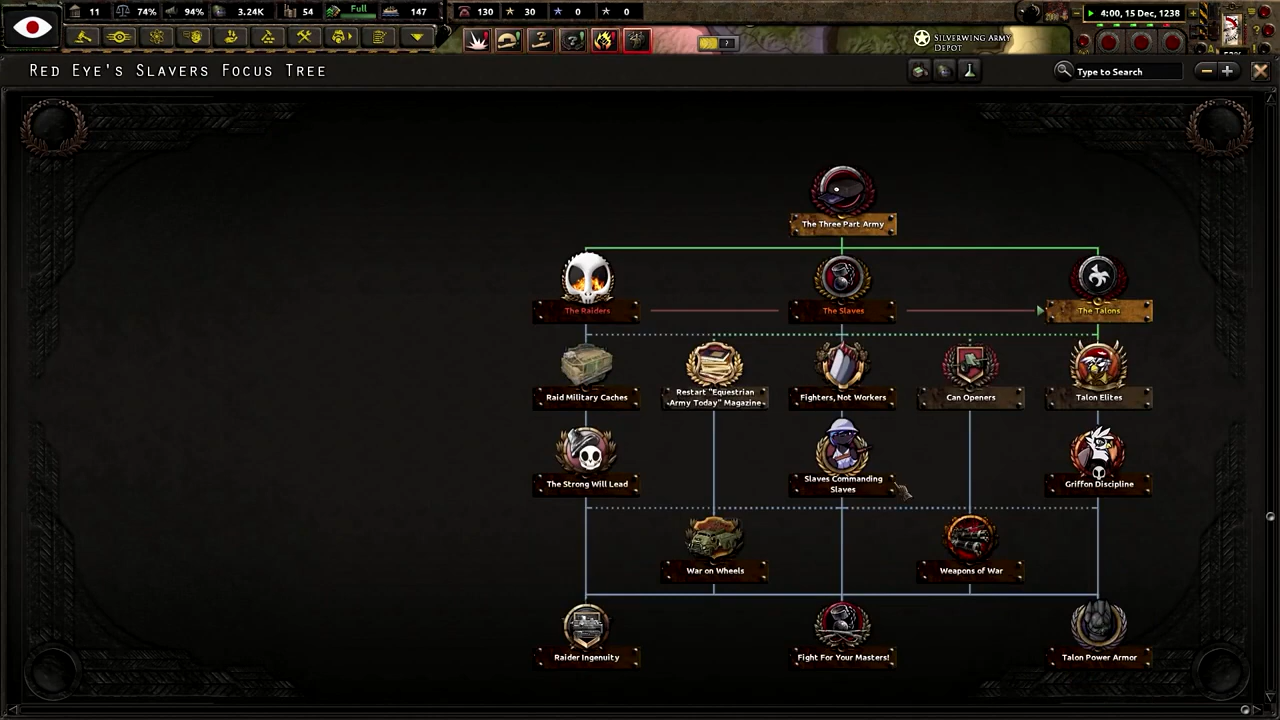 11 74% 94% 3.24K 54 Full 147 130 30 0 0
4:00, 15 Dec, 1238
SILVERWING ARMY
DEPOT
RED EYE'S SLAVERS FOCUS TREE
Type to Search
The Three Part Army
The Raiders
The Slaves
The Talons
Raid Military Caches
Restart "Equestrian
Army Today" Magazine
Fighters, Not Workers
Can Openers
Talon Elites
The Strong Will Lead
Slaves Commanding
Slaves
Griffon Discipline
War on Wheels
Weapons of War
Raider Ingenuity
Fight For Your Masters!
Talon Power Armor